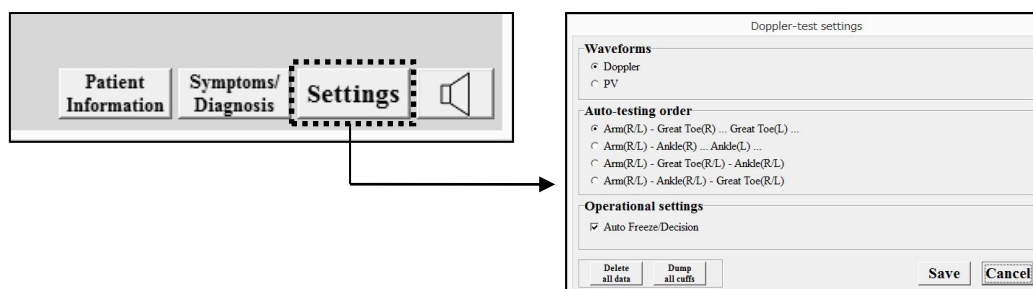 Patient
Information
Symptoms/
Diagnosis
Settings
Doppler-test settings
Waveforms
Doppler
PV
Auto-testing order
Arm(R/L) - Great Toe(R) ... Great Toe(L) ...
Arm(R/L) - Ankle(R) ... Ankle(L) ...
Arm(R/L) - Great Toe(R/L) - Ankle(R/L)
Arm(R/L) - Ankle(R/L) - Great Toe(R/L)
Operational settings
Auto Freeze/Decision
Delete
all data
Dump
all cuffs
Save
Cancel